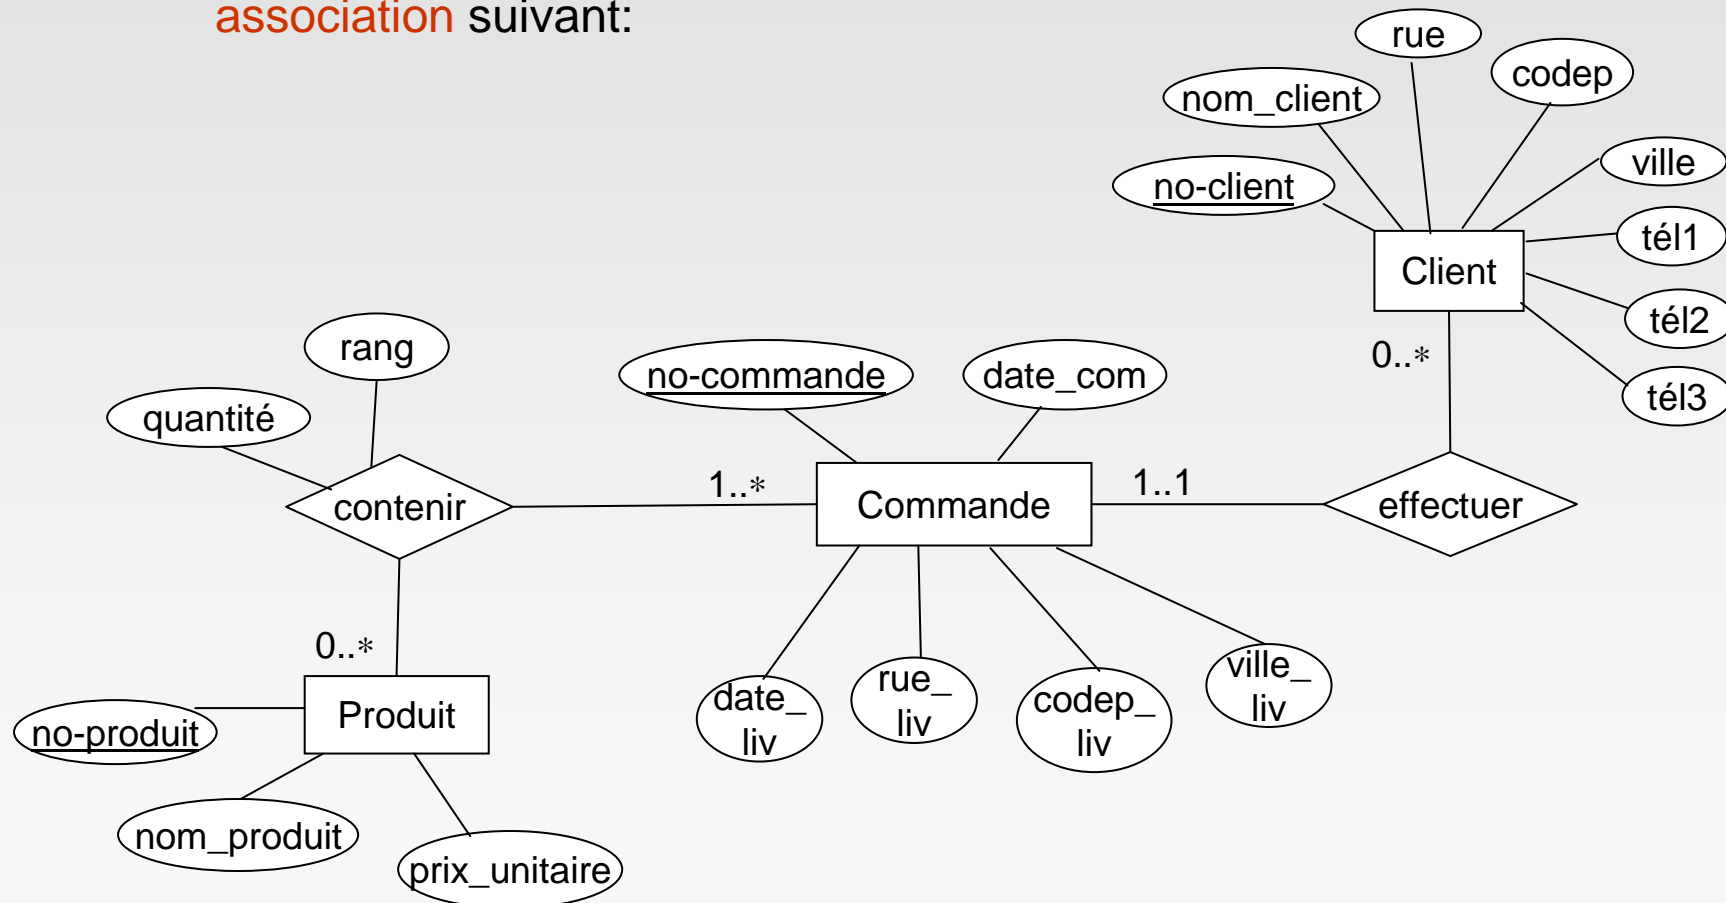 association suivant:
rue
codep
nom_client
ville
no-client
tél1
Client
tél2
tél3
0..*
rang
quantité
no-commande
date_com
contenir
1..*
Commande
1..1
effectuer
0..*
Produit
no-produit
nom_produit
prix_unitaire
date_
liv
rue_
liv
codep_
liv
ville_
liv